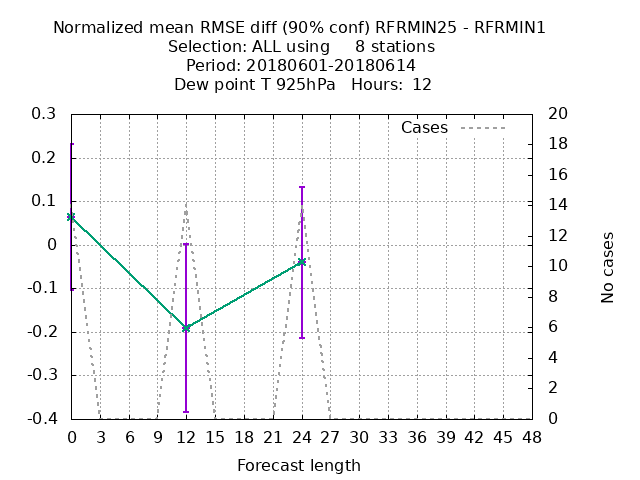 Normalized mean RMSE diff (90% conf) RFRMIN25 - RFRMIN1
Selection: ALL using     8 stations
Period: 20180601-20180614
Dew point T 925hPa   Hours:  12
Cases
0.3
0.2
0.1
0
-0.1
-0.2
-0.3
-0.4
20
18
16
14
12
10
8
6
4
2
0
No cases
0 3 6 9 12 15 18 21 24 27 30 33 36 39 42 45 48
Forecast length